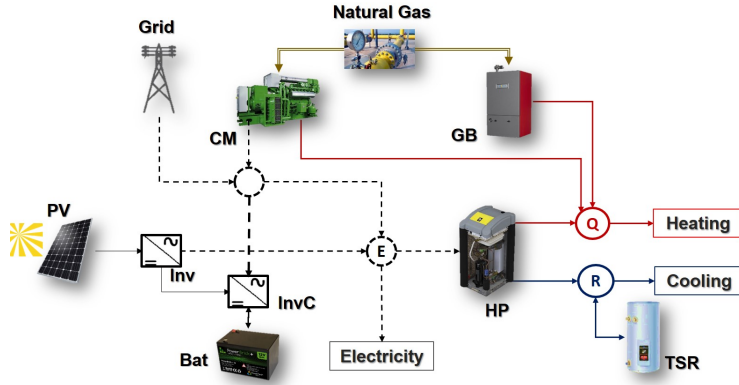 Natural Gas
Grid
CM
GB
PV
Q
Heating
E
Inv
InvC
HP
R
Cooling
Bat
Electricity
TSR